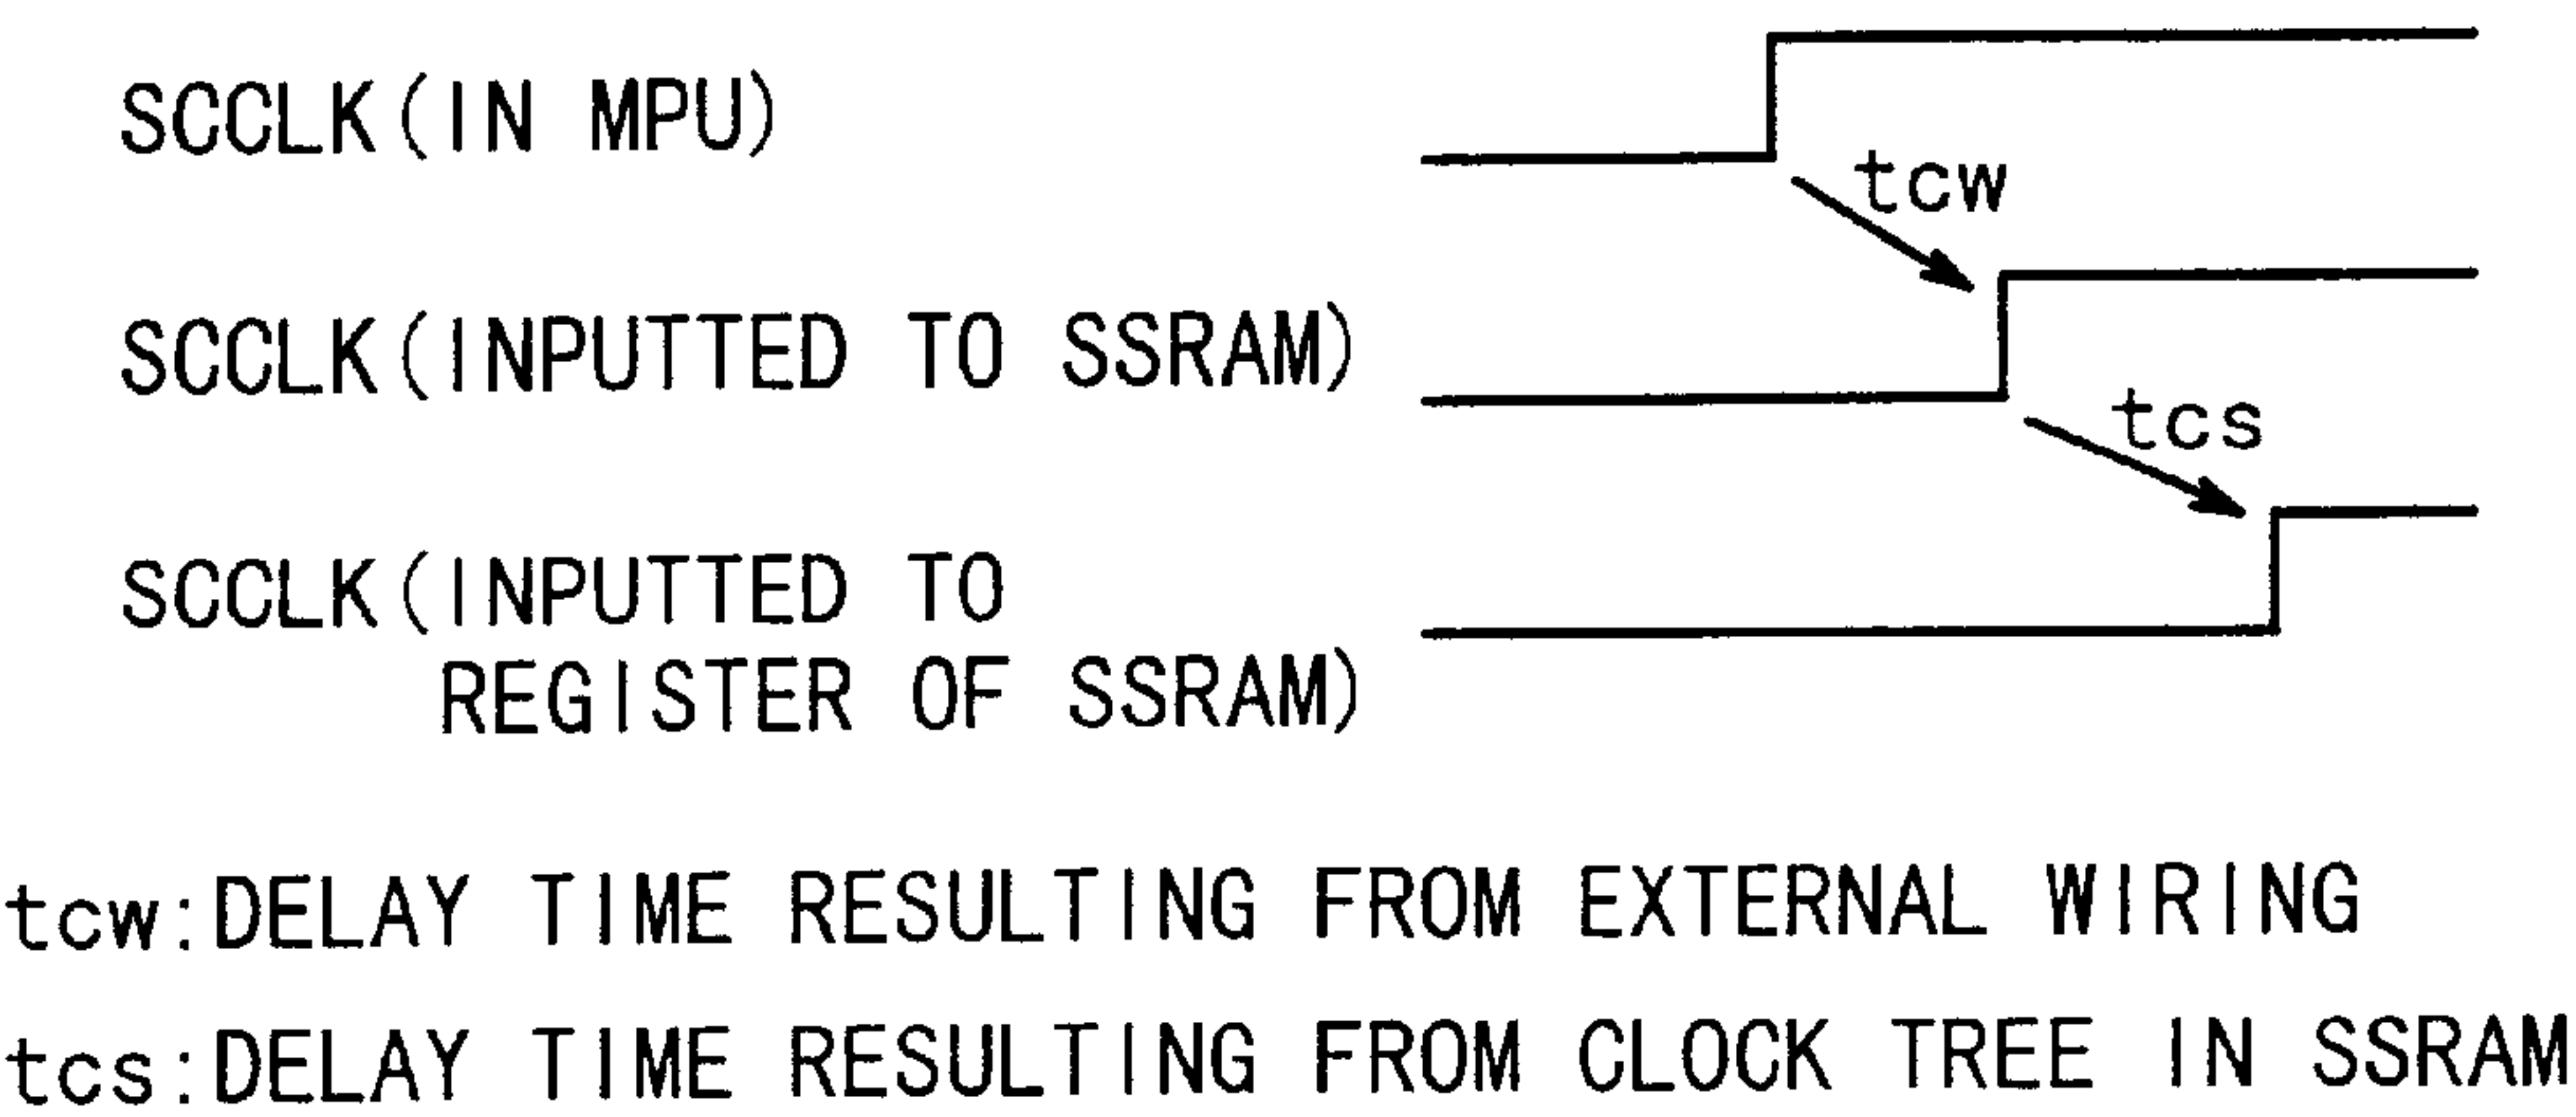 SCCLK(IN MPU)
tcw
SCCLK(INPUTTED TO SSRAM)
tcs
SCCLK(INPUTTED TO
REGISTER OF SSRAM)
tcw:DELAY TIME RESULTING FROM EXTERNAL WIRING
tcs:DELAY TIME RESULTING FROM CLOCK TREE IN SSRAM